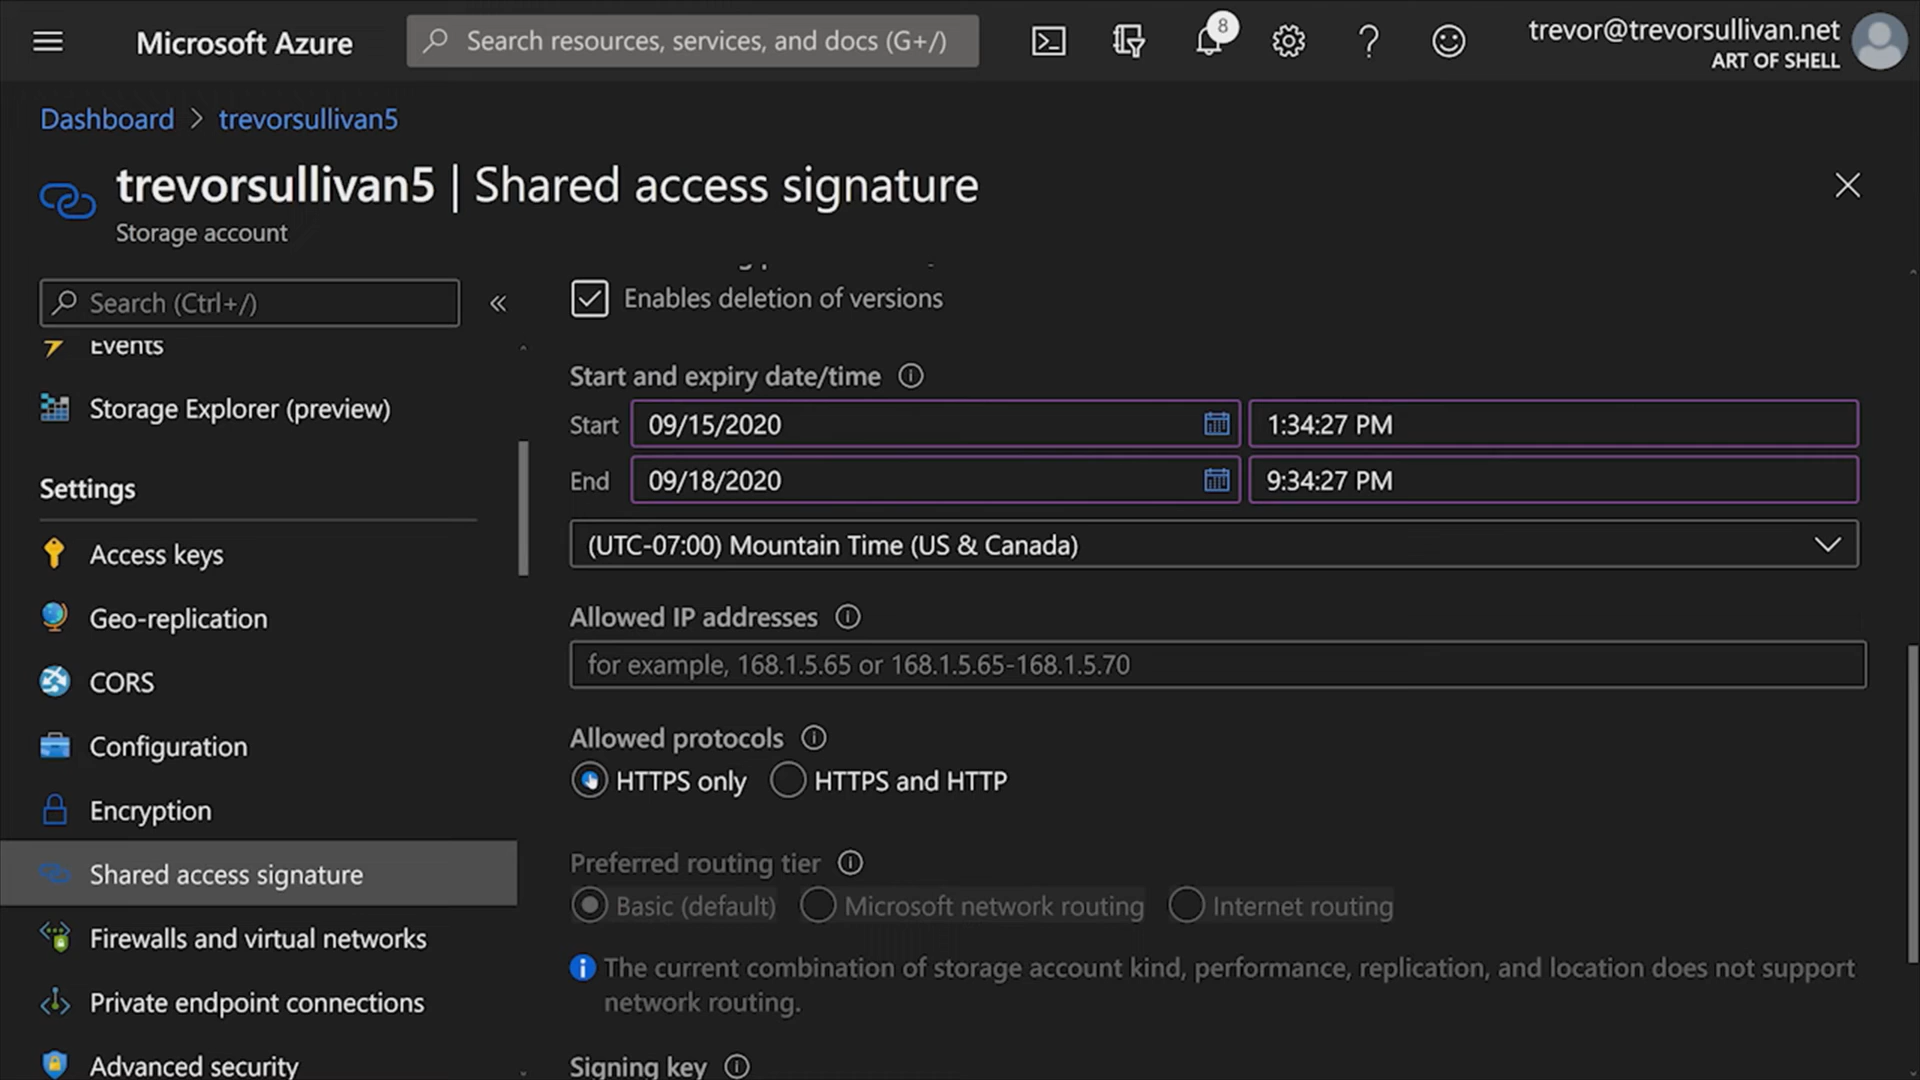 Microsoft Azure
Search resources, services, and docs (G+/)
8
trevor@trevorsullivan.net
ART OF SHELL
Dashboard > trevorsullivan5
trevorsullivan5 | Shared access signature
Storage account
Search (Ctrl+/)
«
Events
Storage Explorer (preview)
Settings
Access keys
Geo-replication
CORS
Configuration
Encryption
Shared access signature
Firewalls and virtual networks
Private endpoint connections
Advanced security
Enables deletion of versions
Start and expiry date/time
Start 09/15/2020 1:34:27 PM
End 09/18/2020 9:34:27 PM
(UTC-07:00) Mountain Time (US & Canada)
Allowed IP addresses
for example, 168.1.5.65 or 168.1.5.65-168.1.5.70
Allowed protocols
HTTPS only HTTPS and HTTP
Preferred routing tier
Basic (default) Microsoft network routing Internet routing
The current combination of storage account kind, performance, replication, and location does not support
network routing.
Signing key